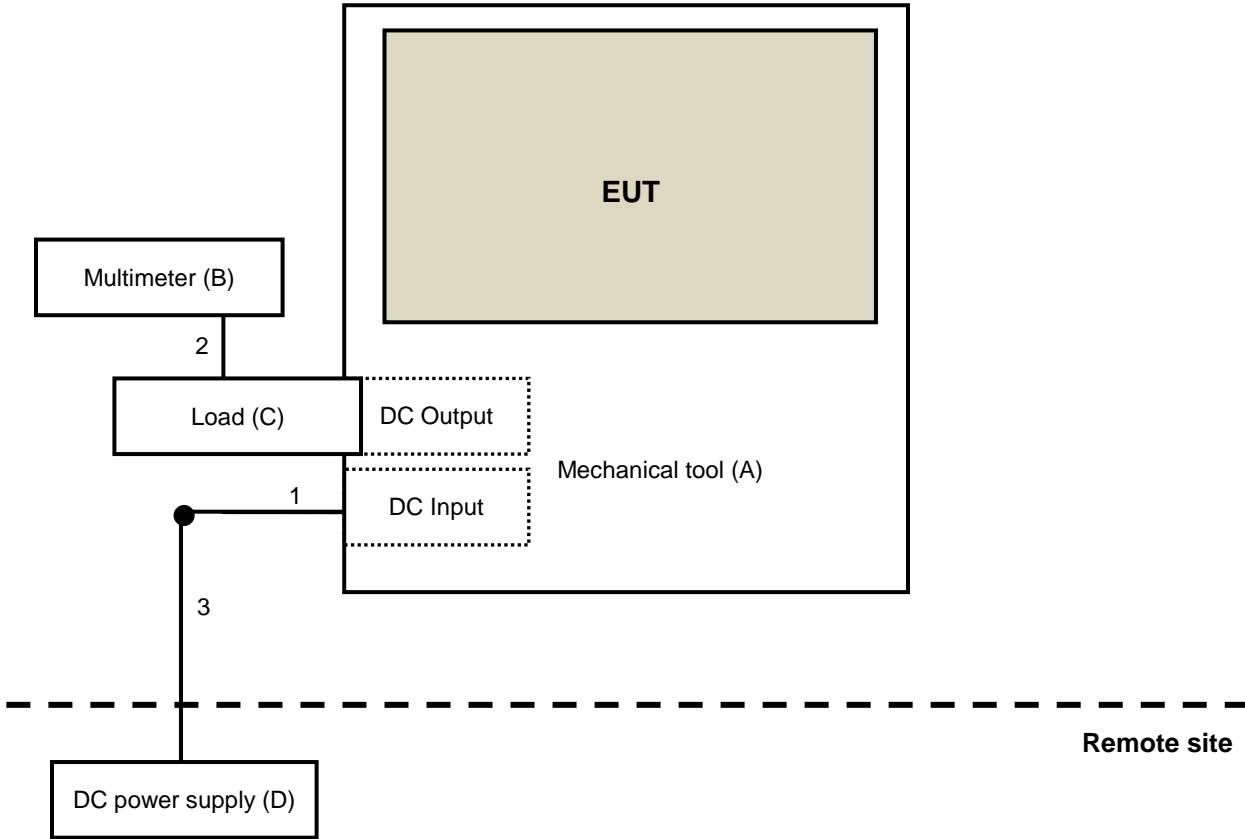 EUT
Multimeter (B)
2
Load (C)
DC Output
Mechanical tool (A)
1
DC Input
3
Remote site
DC power supply (D)